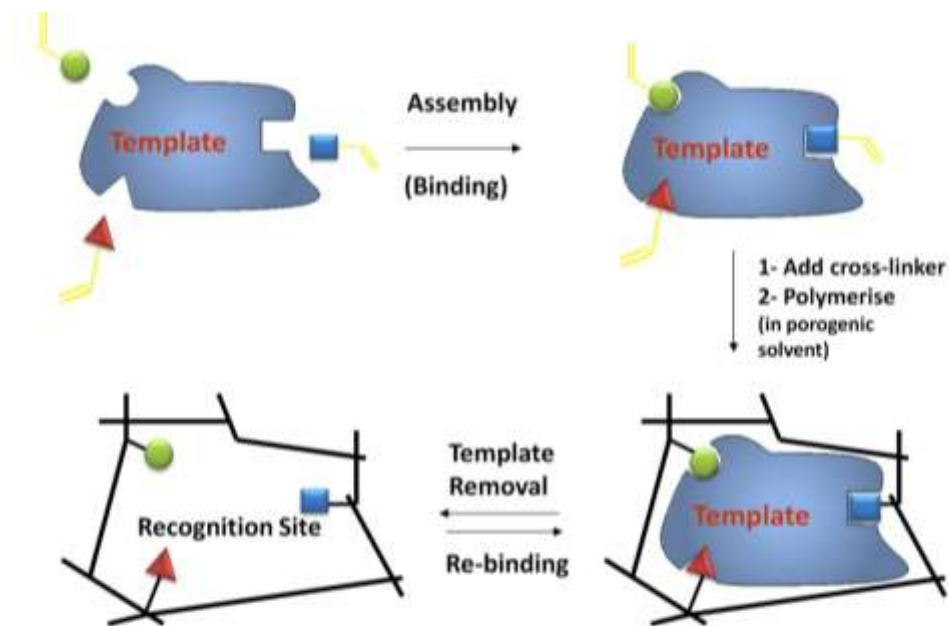 Template
Assembly
(Binding)
Template
1- Add cross-linker
2- Polymerise
(in porogenic
solvent)
Recognition Site
Template
Removal
Re-binding
Template